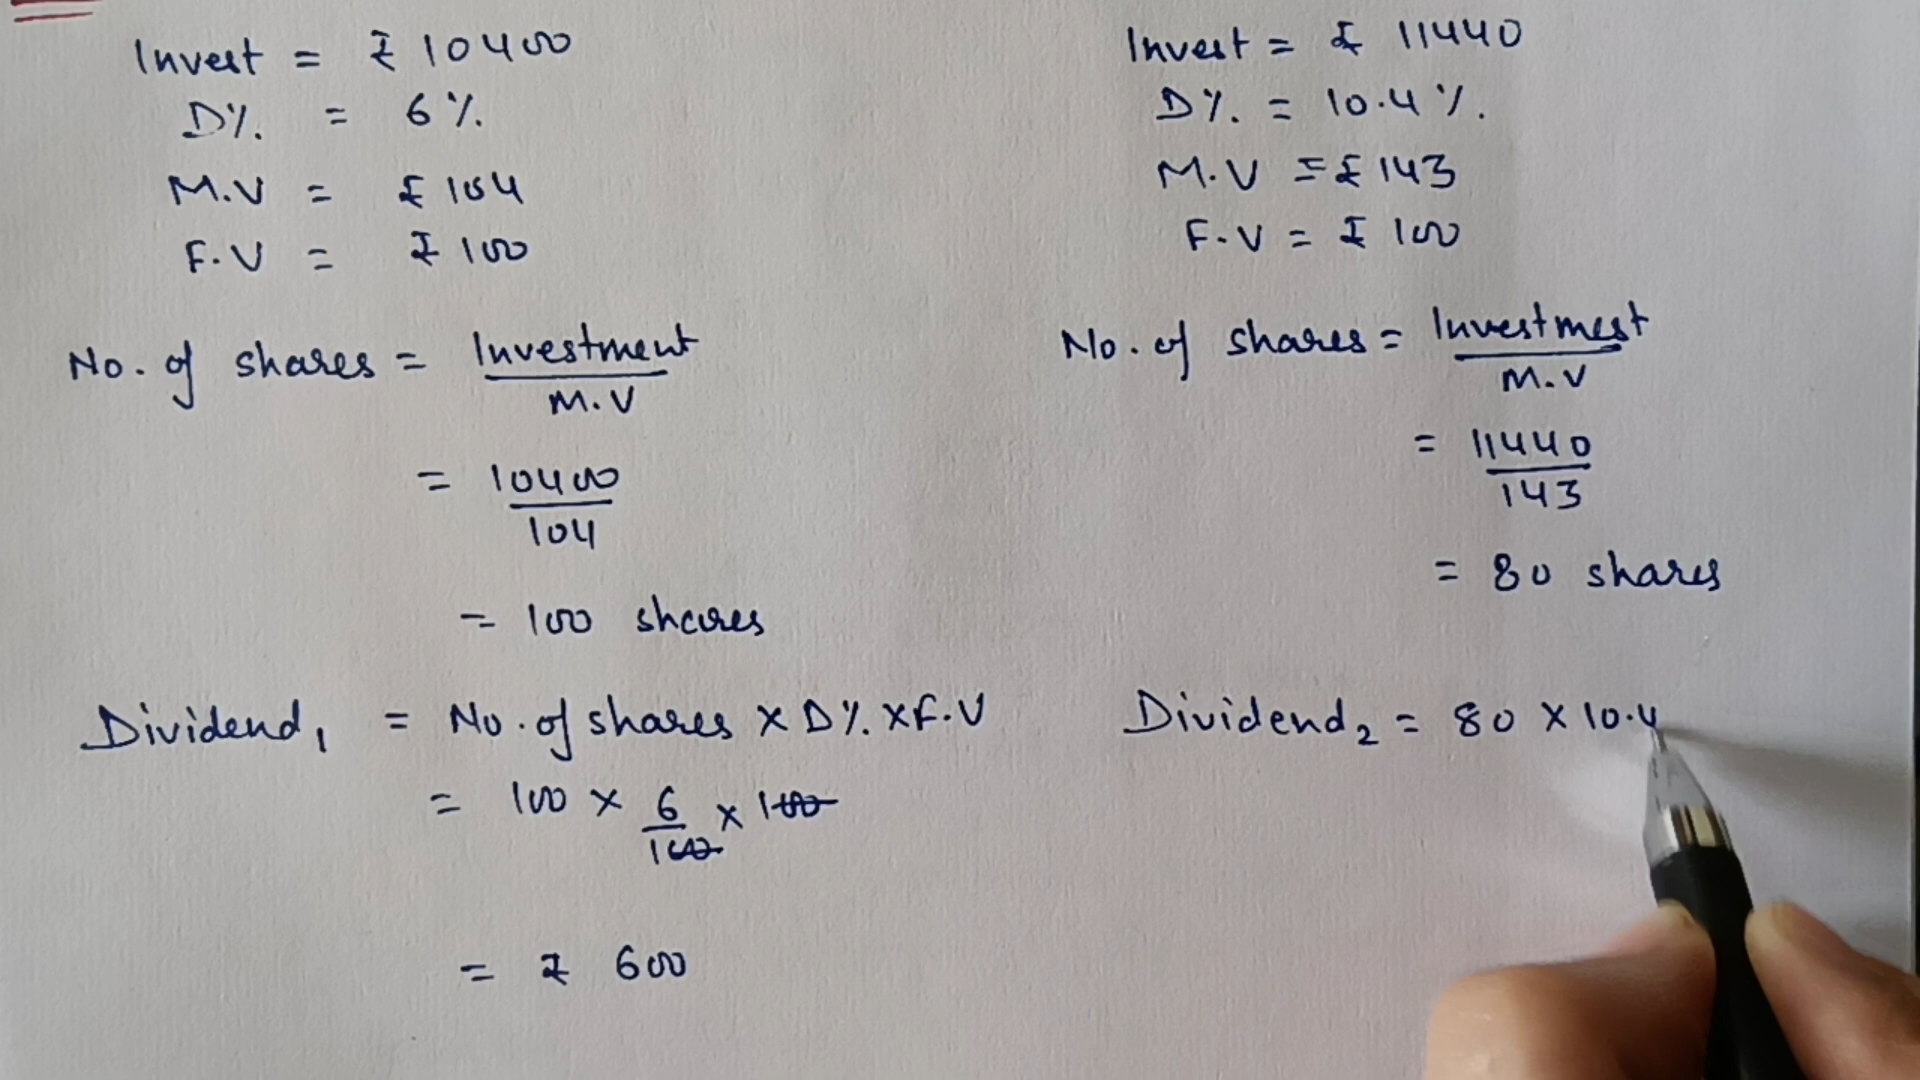 Invest = ₹ 10400
D%. = 6 %.
M.V = ₹ 104
F.V = ₹ 100
No. of shares = Investment
M.V
= 10400
104
= 100 shares
Dividend₁ = No. of shares × D%. × F.V
= 100 × 6 × 100
100
= ₹ 600
Invest = ₹ 11440
D%. = 10.4 %.
M.V = ₹ 143
F.V = ₹ 100
No. of shares = Investment
M.V
= 11440
143
= 80 shares
Dividend₂ = 80 × 10.4